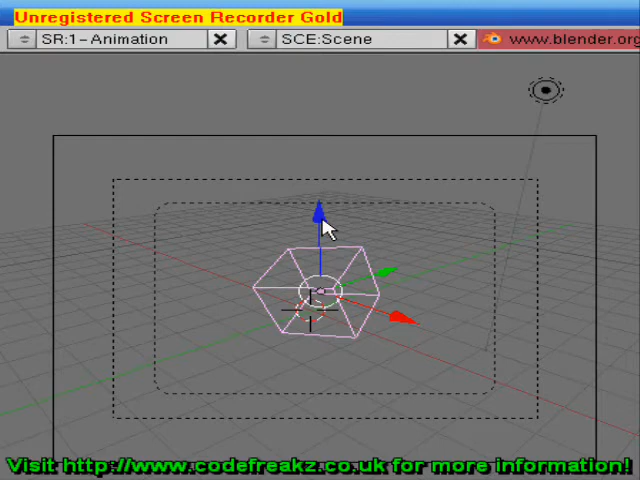 Unregistered Screen Recorder Gold
SR:1-Animation SCE:Scene www.blender.org
Visit http://www.codefreakz.co.uk for more information!